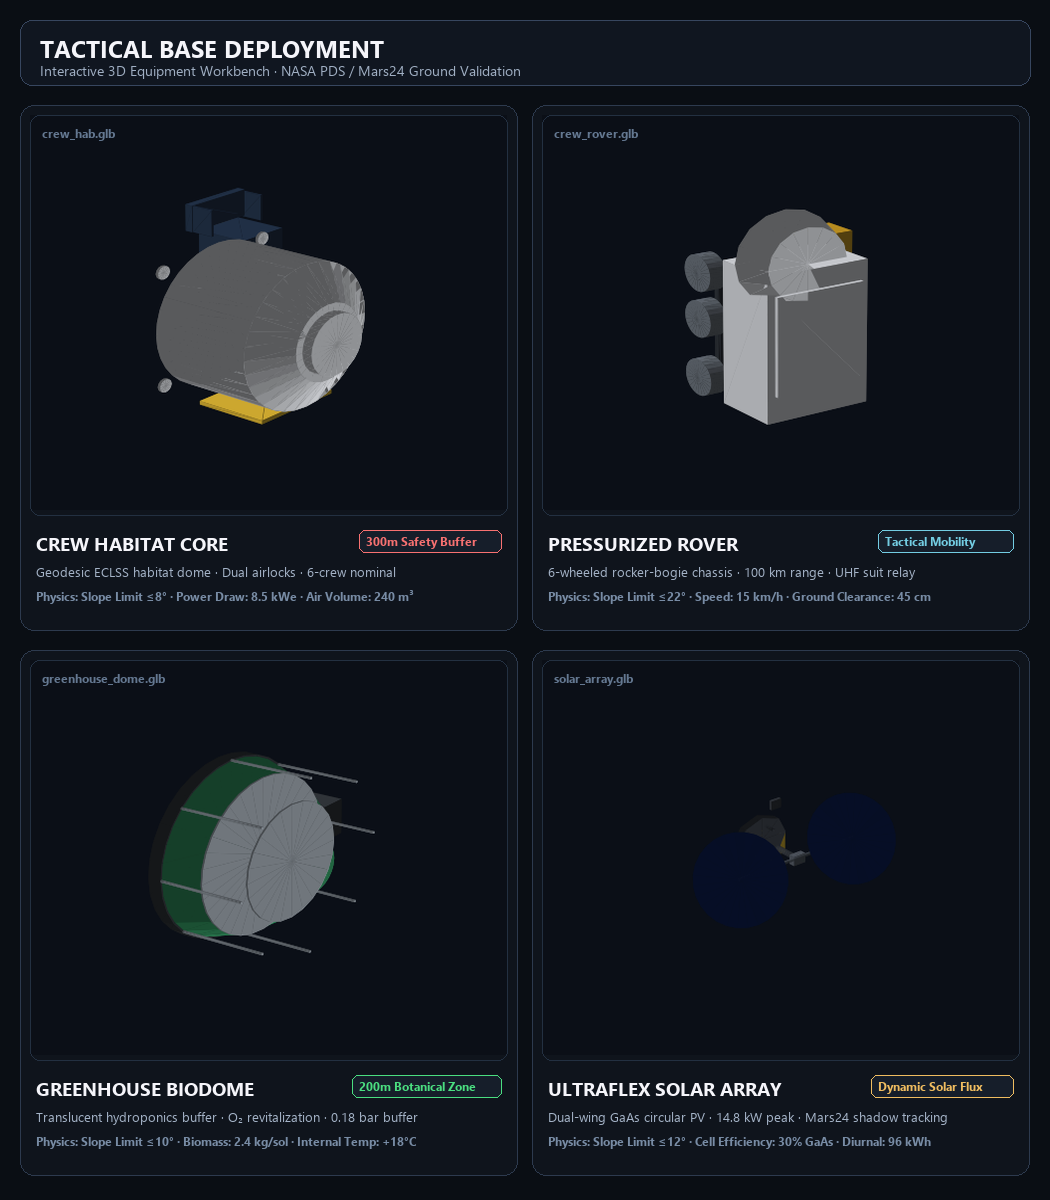 TACTICAL BASE DEPLOYMENT
Interactive 3D Equipment Workbench · NASA PDS / Mars24 Ground Validation
crew_hab.glb
CREW HABITAT CORE
300m Safety Buffer
Geodesic ECLSS habitat dome · Dual airlocks · 6-crew nominal
Physics: Slope Limit ≤8° · Power Draw: 8.5 kWe · Air Volume: 240 m³
crew_rover.glb
PRESSURIZED ROVER
Tactical Mobility
6-wheeled rocker-bogie chassis · 100 km range · UHF suit relay
Physics: Slope Limit ≤22° · Speed: 15 km/h · Ground Clearance: 45 cm
greenhouse_dome.glb
GREENHOUSE BIODOME
200m Botanical Zone
Translucent hydroponics buffer · O₂ revitalization · 0.18 bar buffer
Physics: Slope Limit ≤10° · Biomass: 2.4 kg/sol · Internal Temp: +18°C
solar_array.glb
ULTRAFLEX SOLAR ARRAY
Dynamic Solar Flux
Dual-wing GaAs circular PV · 14.8 kW peak · Mars24 shadow tracking
Physics: Slope Limit ≤12° · Cell Efficiency: 30% GaAs · Diurnal: 96 kWh